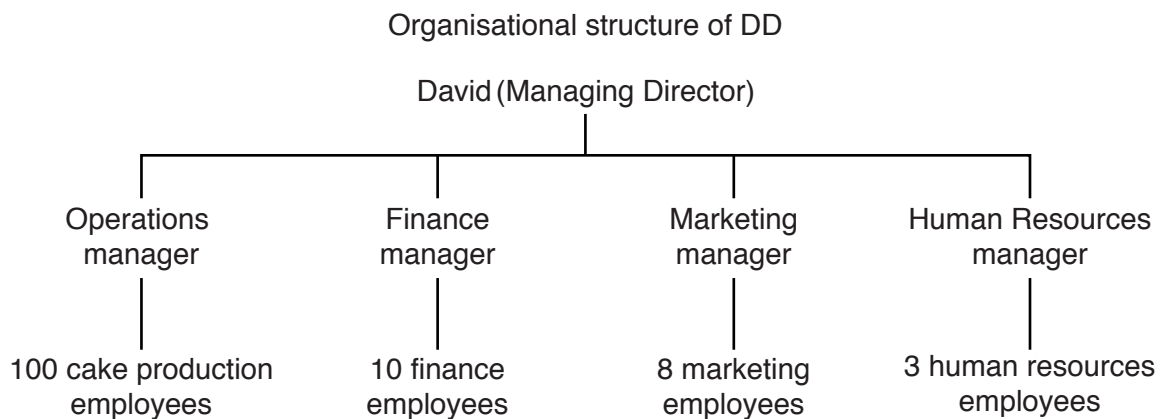 Organisational structure of DD
David (Managing Director)
Operations
manager
Finance
manager
Marketing
manager
Human Resources
manager
100 cake production
employees
10 finance
employees
8 marketing
employees
3 human resources
employees